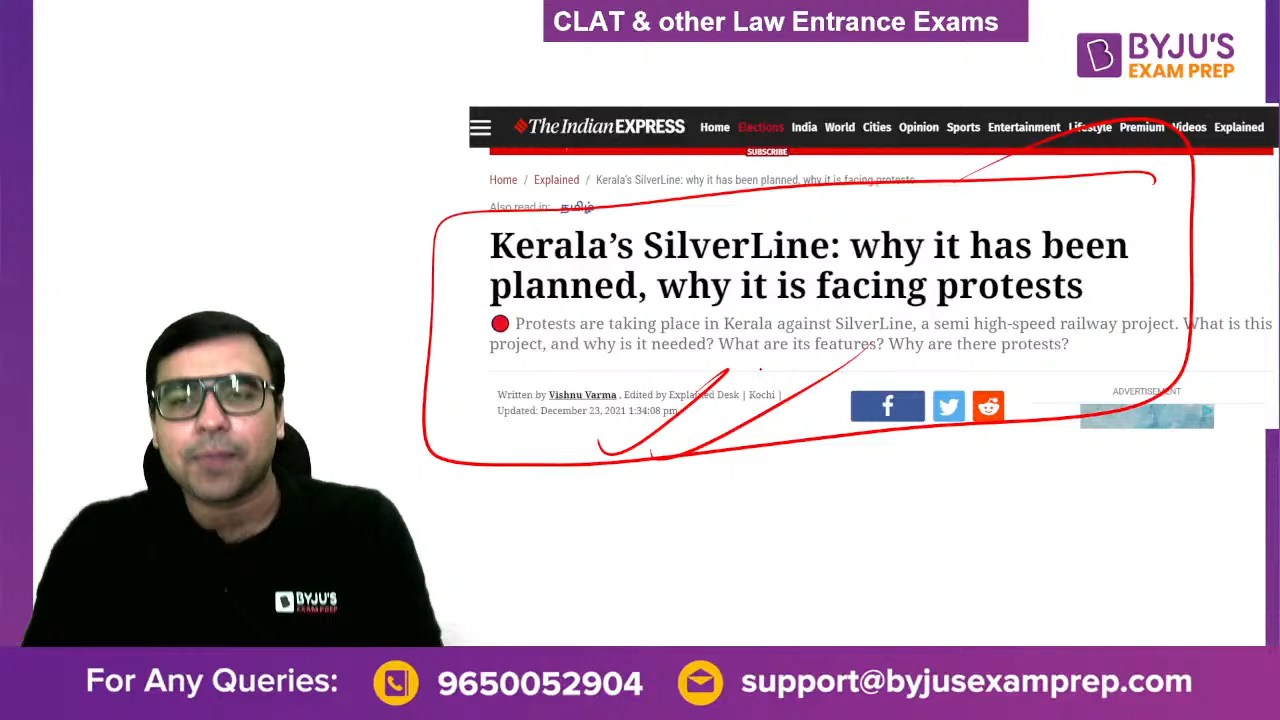 CLAT & other Law Entrance Exams
BYJU'S
EXAM PREP
The Indian EXPRESS Home Elections India World Cities Opinion Sports Entertainment Lifestyle Premium Videos Explained
SUBSCRIBE
Home / Explained / Kerala's SilverLine: why it has been planned, why it is facing protests
Also read in: தமிழ்
Kerala's SilverLine: why it has been
planned, why it is facing protests
Protests are taking place in Kerala against SilverLine, a semi high-speed railway project. What is this
project, and why is it needed? What are its features? Why are there protests?
Written by Vishnu Varma , Edited by Explained Desk | Kochi |
Updated: December 23, 2021 1:34:08 pm
ADVERTISEMENT
BYJU'S
EXAM PREP
For Any Queries: 9650052904 support@byjusexamprep.com